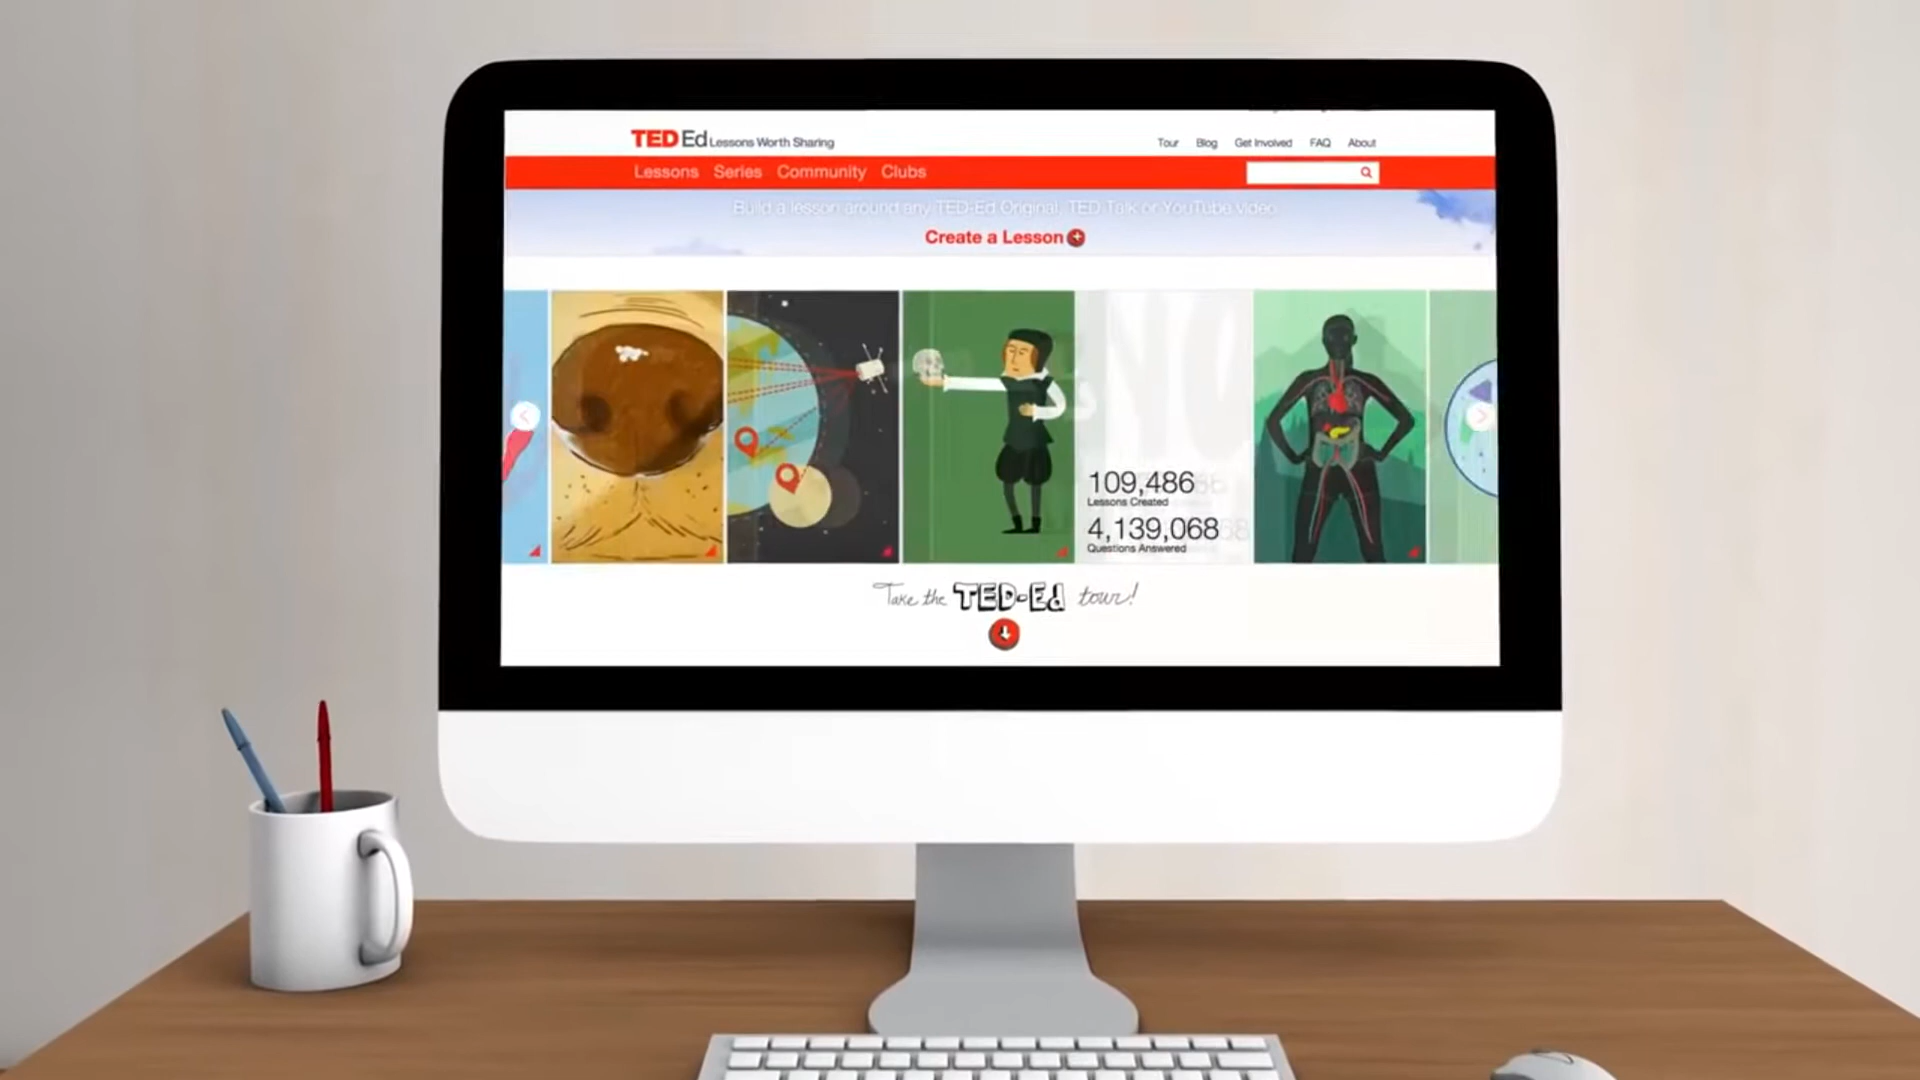 TED Ed Lessons Worth Sharing
Tour Blog Get Involved FAQ About
Lessons Series Community Clubs
Build a lesson around any TED-Ed Original, TED Talk or YouTube video
Create a Lesson
109,486
Lessons Created
4,139,068
Questions Answered
Take the TED-Ed tour!